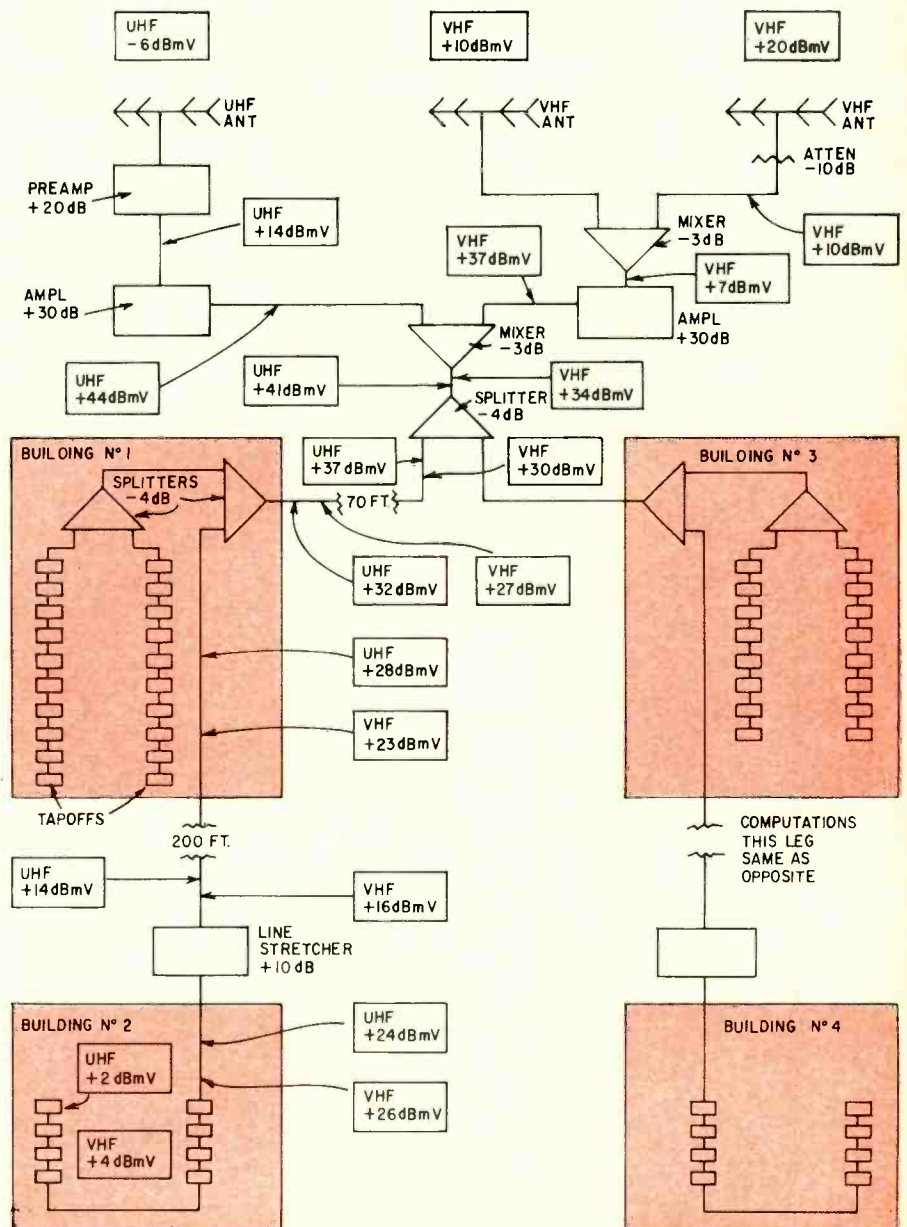 UHF
-6dBmV
VHF
+10dBmV
VHF
+20dBmV
UHF
ANT
VHF
ANT
VHF
ANT
ATTEN
-10dB
PREAMP
+20dB
UHF
+14dBmV
MIXER
-3dB
VHF
+10dBmV
VHF
+37dBmV
VHF
+7dBmV
AMPL
+30dB
AMPL
+30dB
MIXER
-3dB
UHF
+44dBmV
UHF
+41dBmV
VHF
+34dBmV
SPLITTER
-4dB
BUILOING Nº 1
SPLITTERS
-4dB
UHF
+37dBmV
VHF
+30dBmV
BUILDING Nº 3
70 FT.
UHF
+32dBmV
VHF
+27dBmV
UHF
+28dBmV
VHF
+23dBmV
TAPOFFS
200 FT.
COMPUTATIONS
THIS LEG
SAME AS
OPPOSITE
UHF
+14dBmV
VHF
+16dBmV
LINE
STRETCHER
+10dB
BUILDING Nº 2
UHF
+24dBmV
BUILDING Nº 4
UHF
+2dBmV
VHF
+26dBmV
VHF
+4dBmV